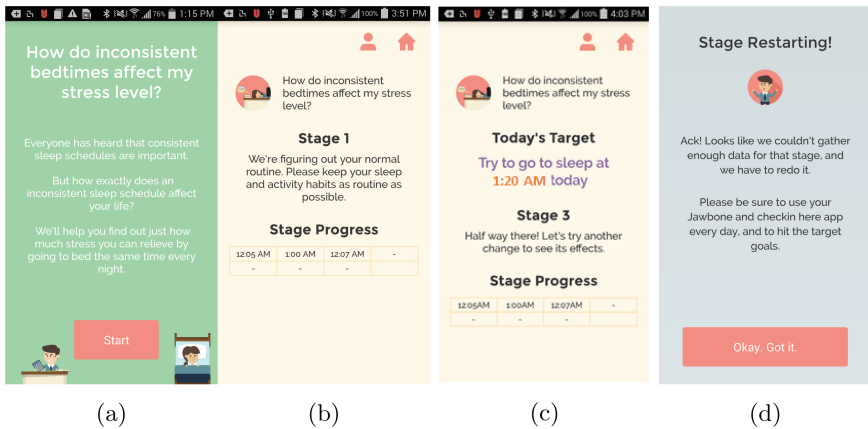 76% 1:15 PM
How do inconsistent
bedtimes affect my
stress level?
Everyone has heard that consistent
sleep schedules are important.
But how exactly does an
inconsistent sleep schedule affect
your life?
We'll help you find out just how
much stress you can relieve by
going to bed the same time every
night.
Start
(a)
100% 3:51 PM
How do inconsistent
bedtimes affect my stress
level?
Stage 1
We're figuring out your normal
routine. Please keep your sleep
and activity habits as routine as
possible.
Stage Progress
12:05 AM 1:00 AM 12:07 AM -
- -
(b)
100% 4:03 PM
How do inconsistent
bedtimes affect my stress
level?
Today's Target
Try to go to sleep at
1:20 AM today
Stage 3
Half way there! Let's try another
change to see its effects.
Stage Progress
12:05AM 1:00AM 12:07AM -
- -
(c)
Stage Restarting!
Ack! Looks like we couldn't gather
enough data for that stage, and
we have to redo it.
Please be sure to use your
Jawbone and checkin here app
every day, and to hit the target
goals.
Okay. Got it.
(d)